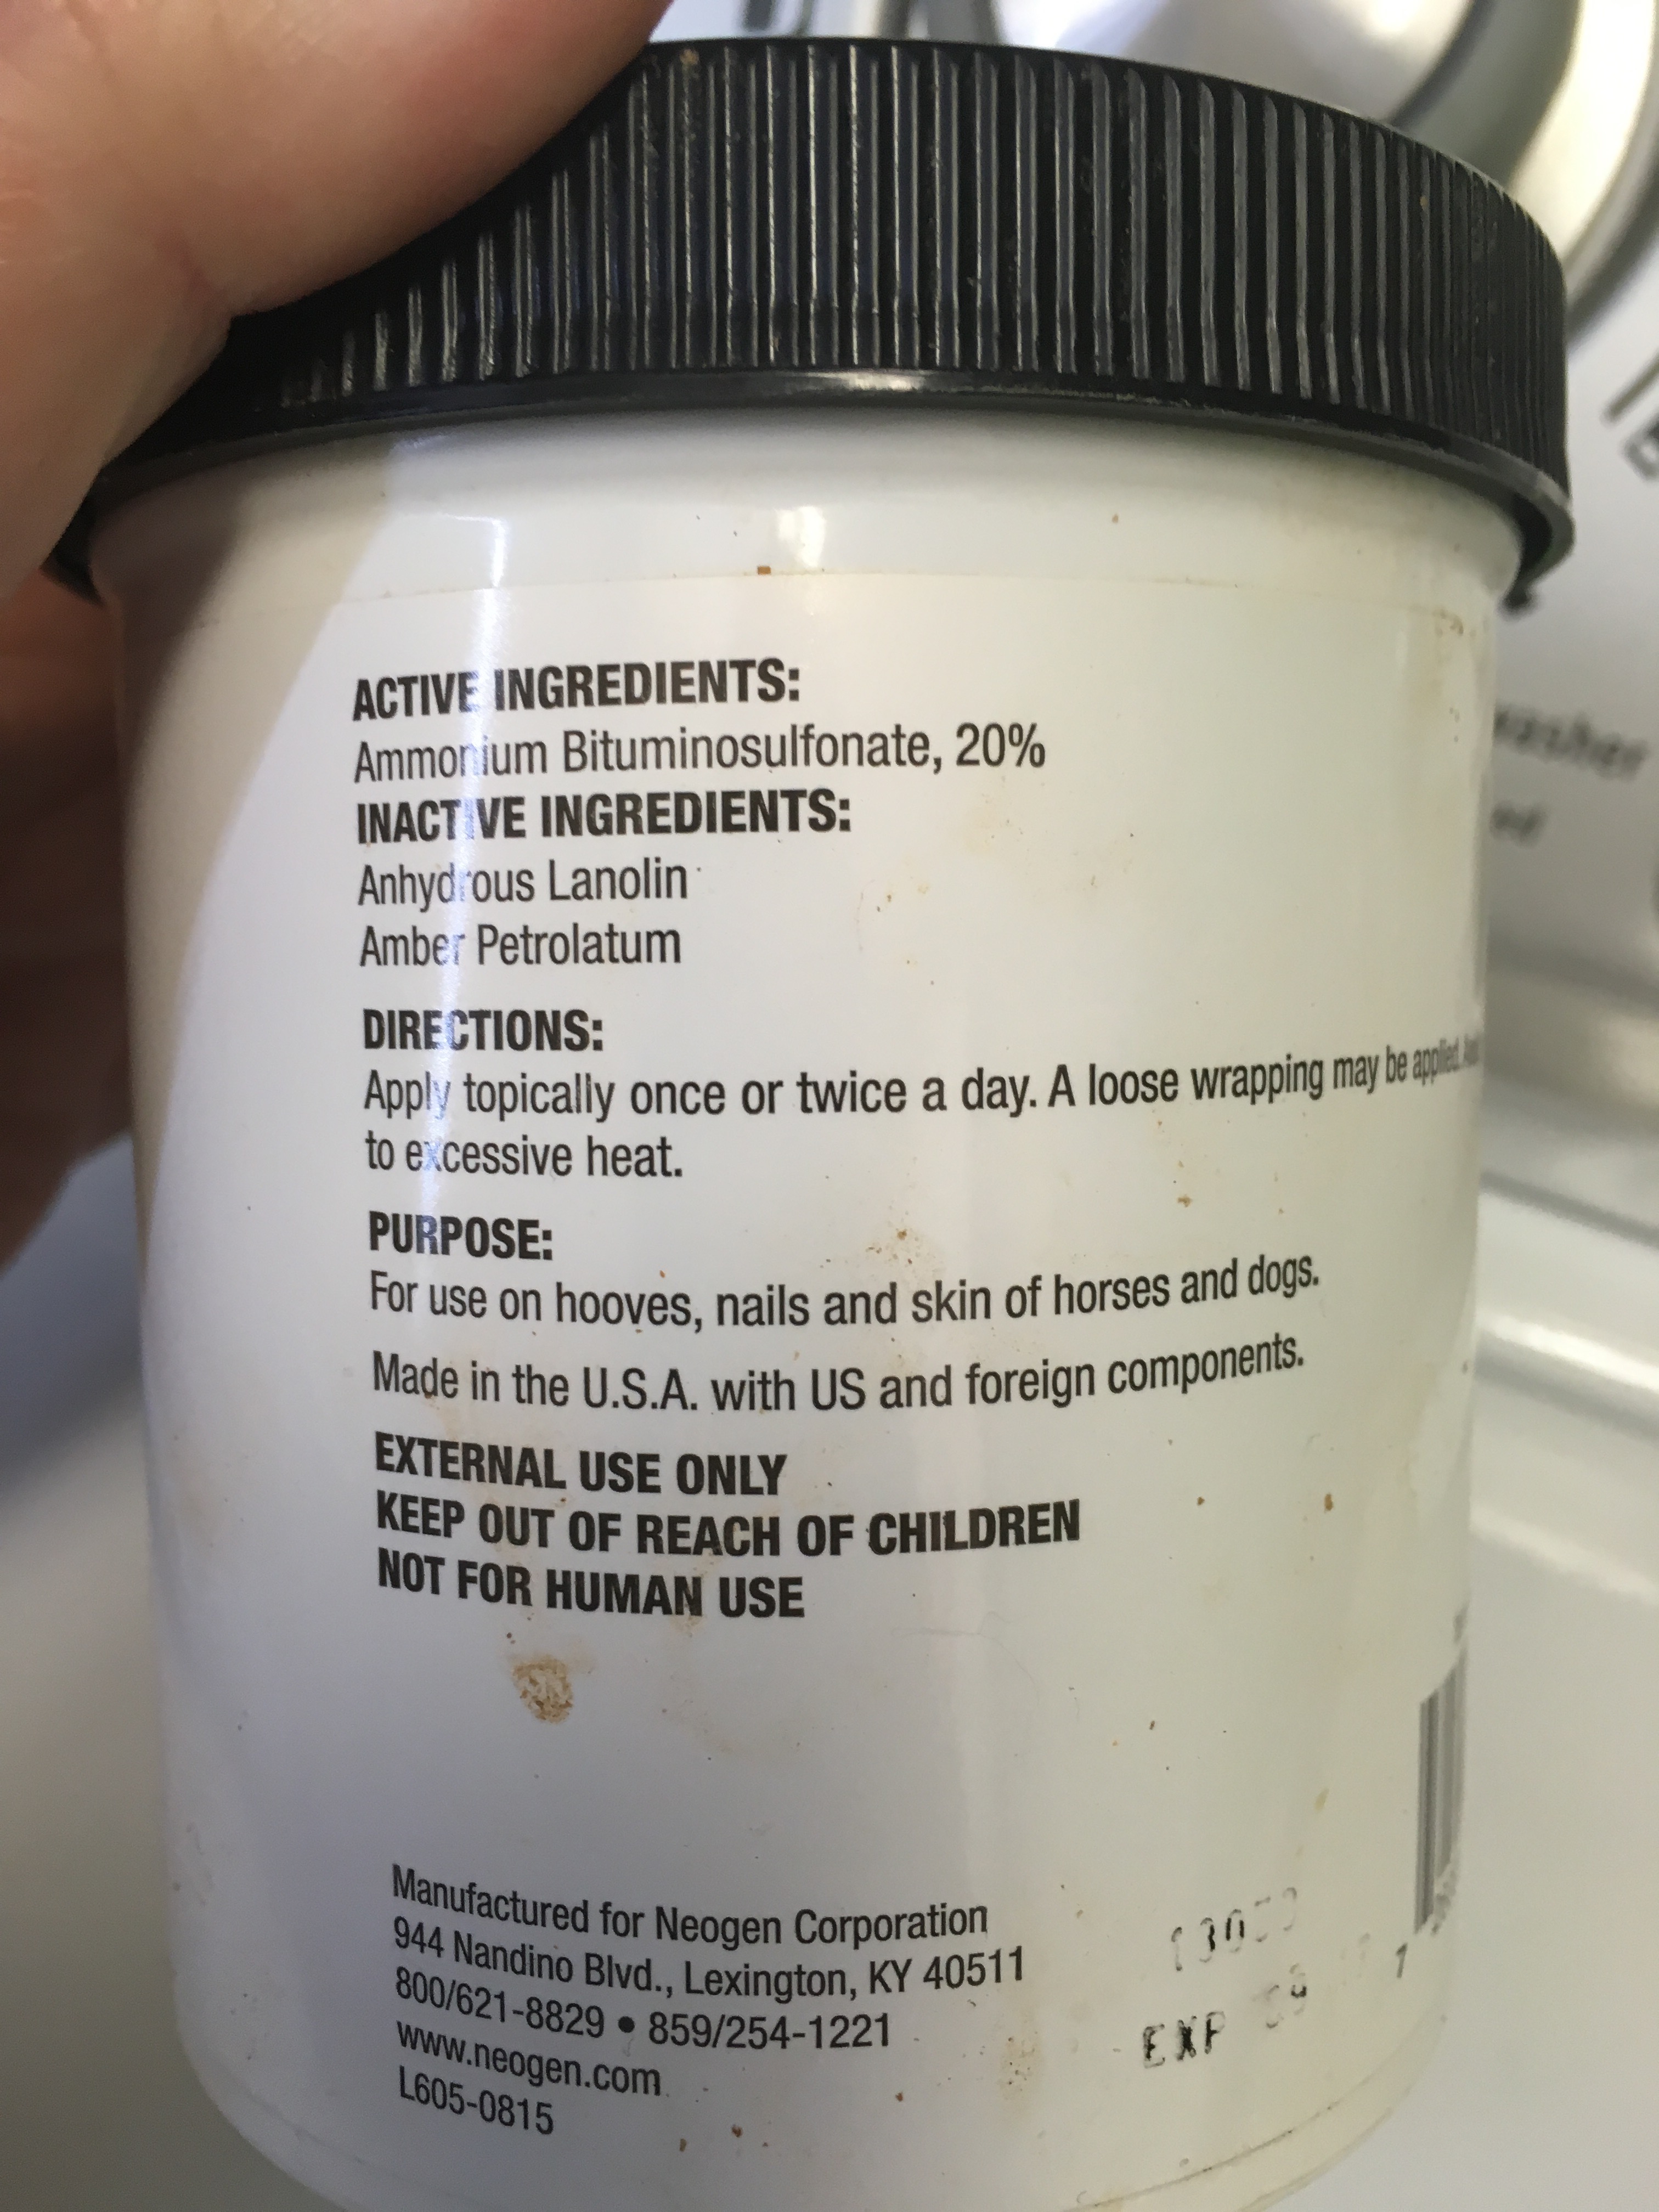 ACTIVE INGREDIENTS:
Ammonium Bituminosulfonate, 20%
INACTIVE INGREDIENTS:
Anhydrous Lanolin
Amber Petrolatum
DIRECTIONS:
Apply topically once or twice a day. A loose wrapping may be applied.
to excessive heat.
PURPOSE:
For use on hooves, nails and skin of horses and dogs.
Made in the U.S.A. with US and foreign components.
EXTERNAL USE ONLY
KEEP OUT OF REACH OF CHILDREN
NOT FOR HUMAN USE
Manufactured for Neogen Corporation
944 Nandino Blvd., Lexington, KY 40511
800/621-8829 • 859/254-1221
www.neogen.com
L605-0815
EXP
washer